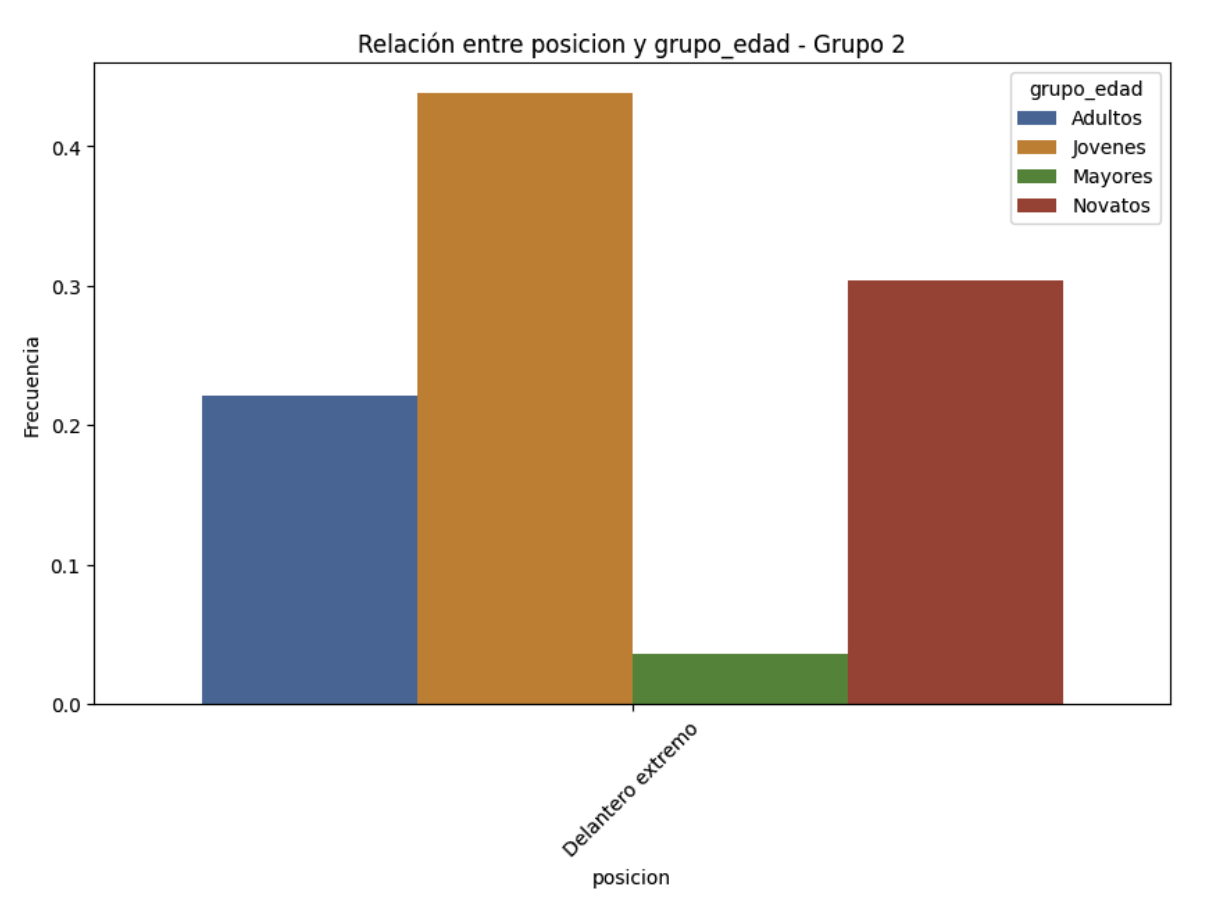 Relación entre posicion y grupo_edad - Grupo 2
grupo_edad
Adultos
Jovenes
Mayores
Novatos
Frecuencia
0.4
0.3
0.2
0.1
0.0
Delantero extremo
posicion